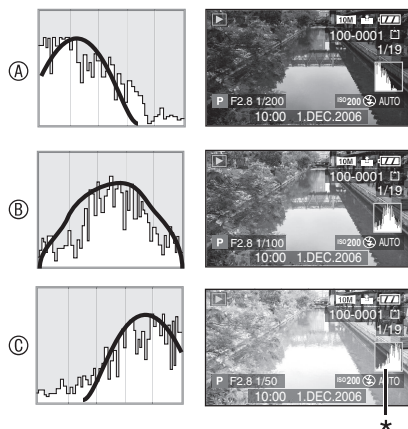 Ⓐ
10M
100-0001
1/19
P F2.8 1/200 ISO200 AUTO
10:00 1.DEC.2006
Ⓑ
10M
100-0001
1/19
P F2.8 1/100 ISO200 AUTO
10:00 1.DEC.2006
Ⓒ
10M
100-0001
1/19
P F2.8 1/50 ISO200 AUTO
10:00 1.DEC.2006
*